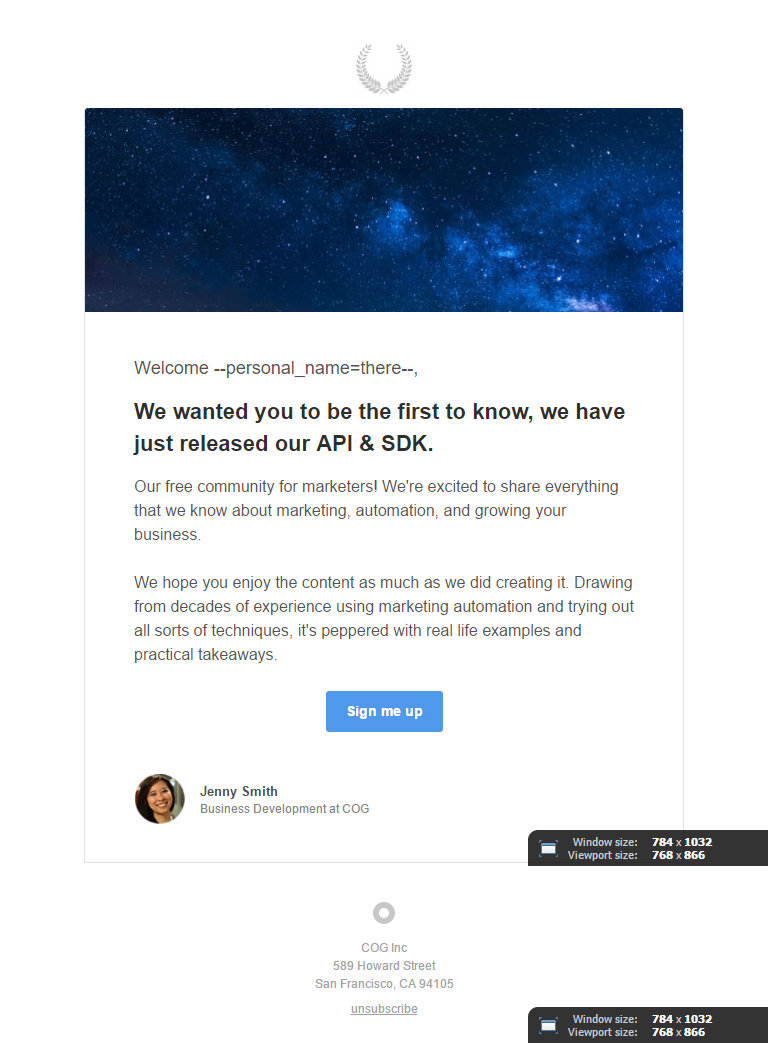 Welcome --personal_name=there--,
We wanted you to be the first to know, we have
just released our API & SDK.
Our free community for marketers! We're excited to share everything
that we know about marketing, automation, and growing your
business.
We hope you enjoy the content as much as we did creating it. Drawing
from decades of experience using marketing automation and trying out
all sorts of techniques, it's peppered with real life examples and
practical takeaways.
Sign me up
Jenny Smith
Business Development at COG
Window size: 784 x 1032
Viewport size: 768 x 866
COG Inc
589 Howard Street
San Francisco, CA 94105
unsubscribe
Window size: 784 x 1032
Viewport size: 768 x 866